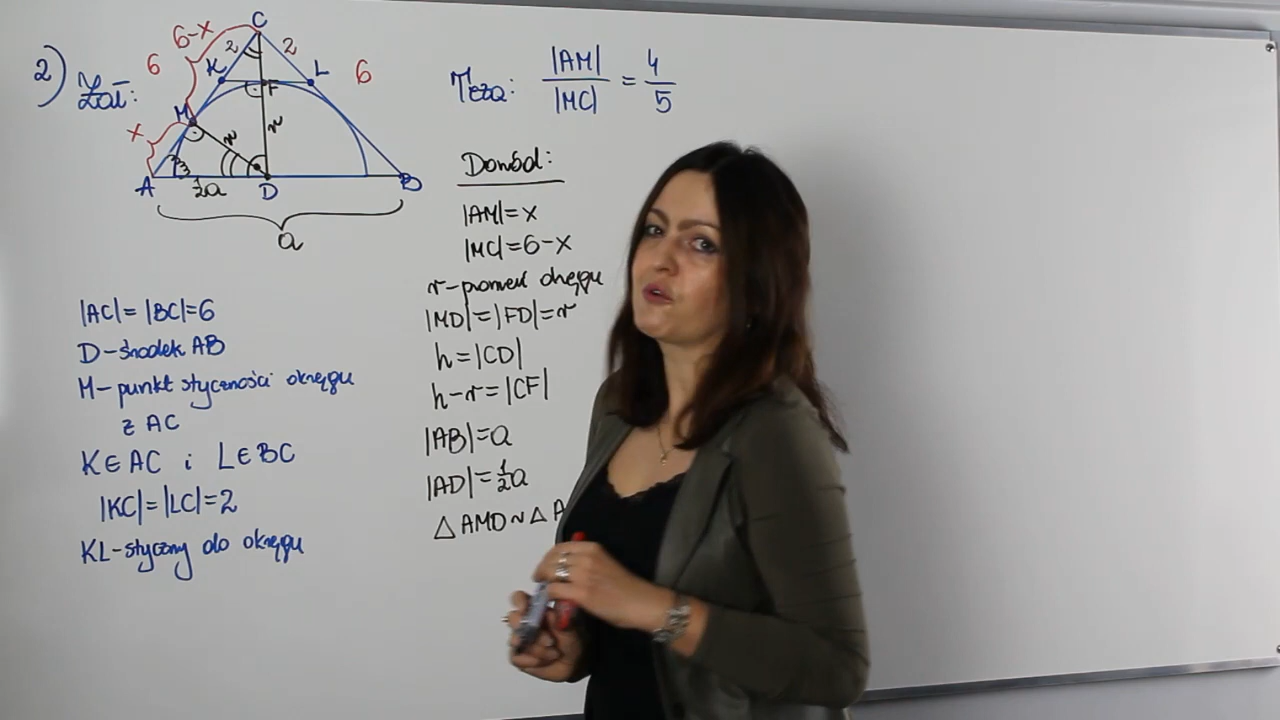 2) Zał:
C
6-x
2
2
6
K
L
6
F
M
x
r
r
A
½a
D
B
a
|AC|=|BC|=6
D-środek AB
M-punkt styczności okręgu
z AC
K∈AC i L∈BC
|KC|=|LC|=2
KL-styczny do okręgu
Teza: |AM|/|MC| = 4/5
Dowód:
|AM|=x
|MC|=6-x
r-promień okręgu
|MD|=|FD|=r
h=|CD|
h-r=|CF|
|AB|=a
|AD|=½a
△AMD~△A